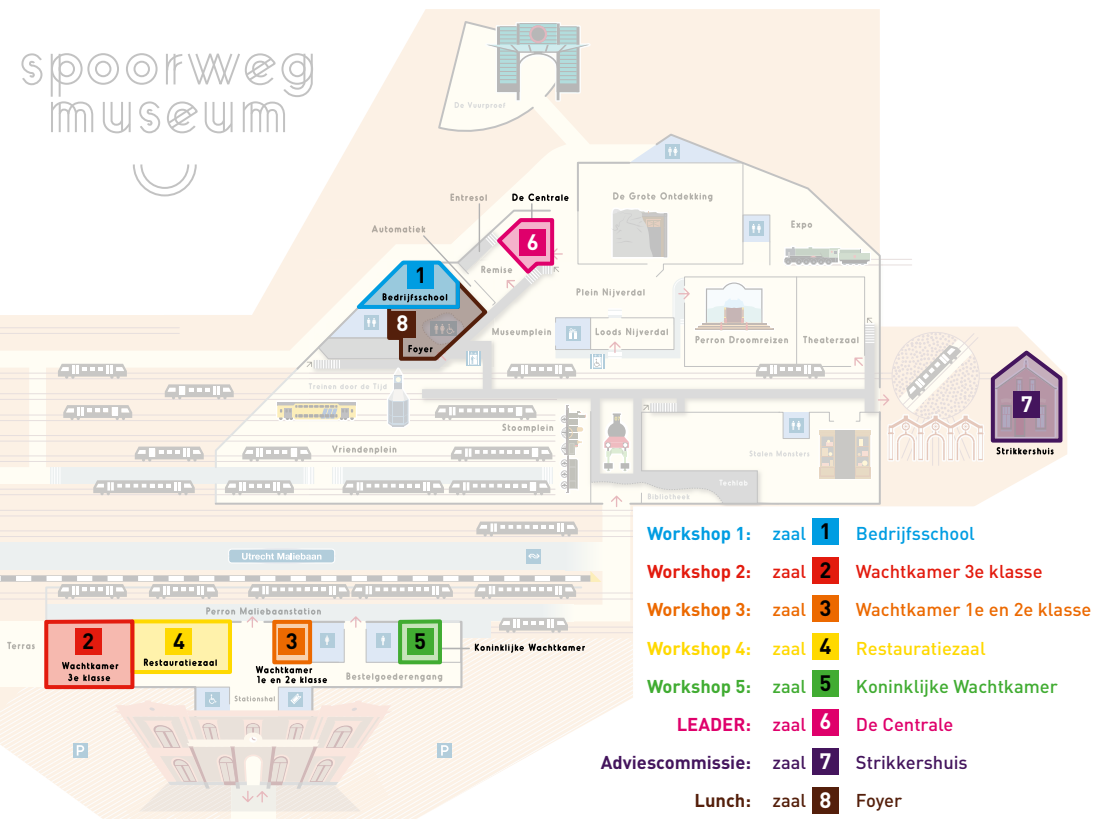 spoorweg
museum
De Vuurproef
Entresol
De Centrale
De Grote Ontdekking
Automatiek
Expo
6
Remise
1
Bedrijfsschool
Plein Nijverdal
8
Foyer
Museumplein
Loods Nijverdal
Perron Droomreizen
Theaterzaal
Treinen door de Tijd
7
Stoomplein
Vriendenplein
Stalen Monsters
Strikkershuis
Techlab
Bibliotheek
Utrecht Maliebaan
Perron Maliebaanstation
Terras
2
Wachtkamer
3e klasse
4
Restauratiezaal
3
Wachtkamer
1e en 2e klasse
5
Koninklijke Wachtkamer
Bestelgoederengang
Stationshal
P
P
Workshop 1: zaal 1 Bedrijfsschool
Workshop 2: zaal 2 Wachtkamer 3e klasse
Workshop 3: zaal 3 Wachtkamer 1e en 2e klasse
Workshop 4: zaal 4 Restauratiezaal
Workshop 5: zaal 5 Koninklijke Wachtkamer
LEADER: zaal 6 De Centrale
Adviescommissie: zaal 7 Strikkershuis
Lunch: zaal 8 Foyer